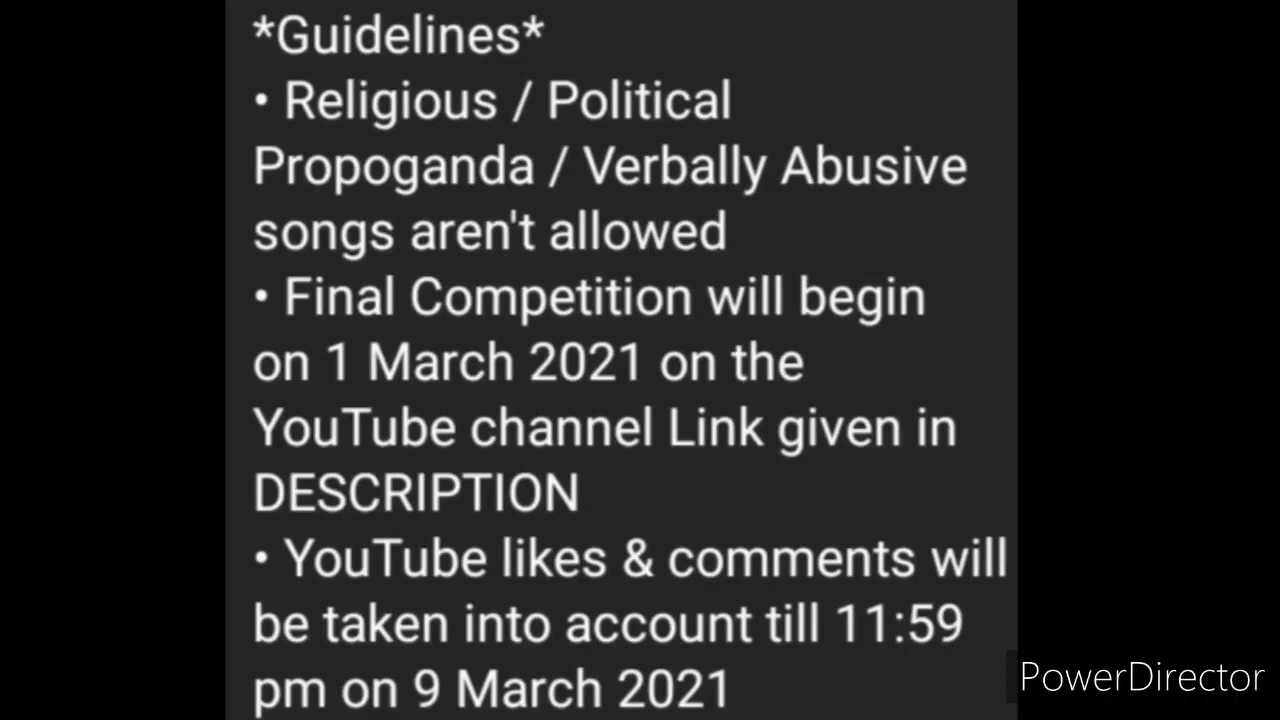 *Guidelines*
• Religious / Political
Propoganda / Verbally Abusive
songs aren't allowed
• Final Competition will begin
on 1 March 2021 on the
YouTube channel Link given in
DESCRIPTION
• YouTube likes & comments will
be taken into account till 11:59
pm on 9 March 2021
PowerDirector